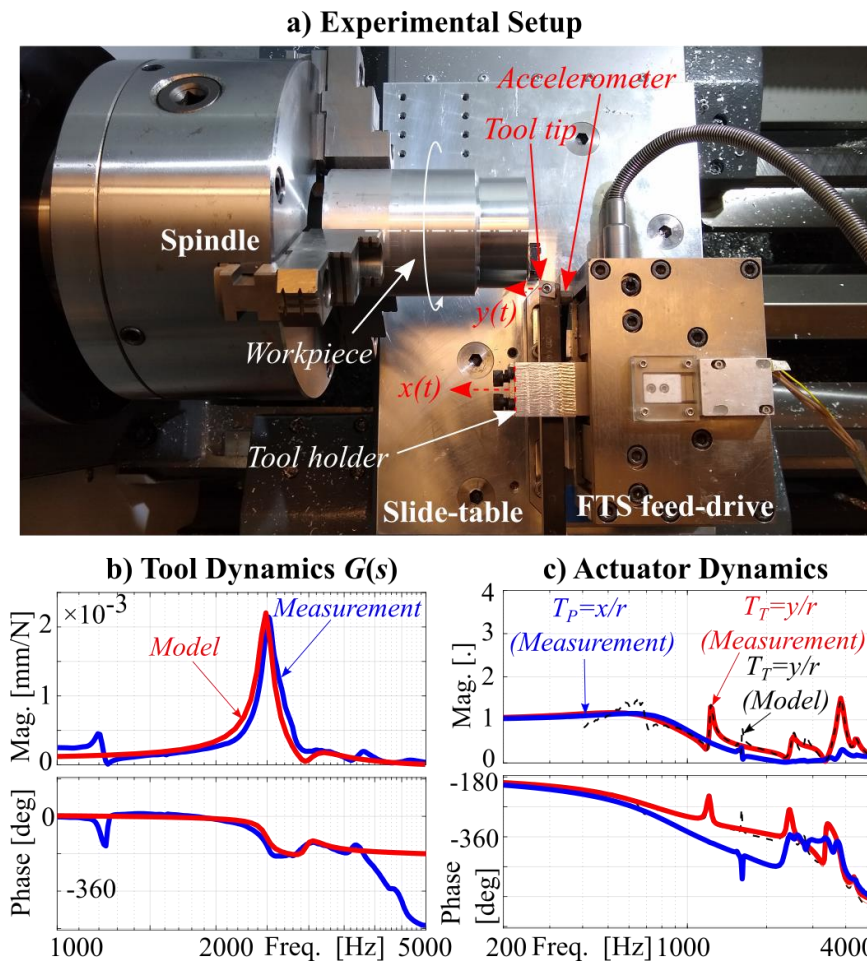 a) Experimental Setup
Accelerometer
Tool tip
Spindle
y(t)
Workpiece
x(t)
Tool holder
Slide-table
FTS feed-drive
b) Tool Dynamics G(s)
×10⁻³
Measurement
Model
Mag. [mm/N]
2
1
0
Phase [deg]
0
-360
1000 2000 Freq. [Hz] 5000
c) Actuator Dynamics
4
3
2
1
0
Mag. [.]
T_P=x/r
(Measurement)
T_T=y/r
(Measurement)
T_T=y/r
(Model)
-180
-360
Phase
[deg]
200 Freq. [Hz] 1000 4000